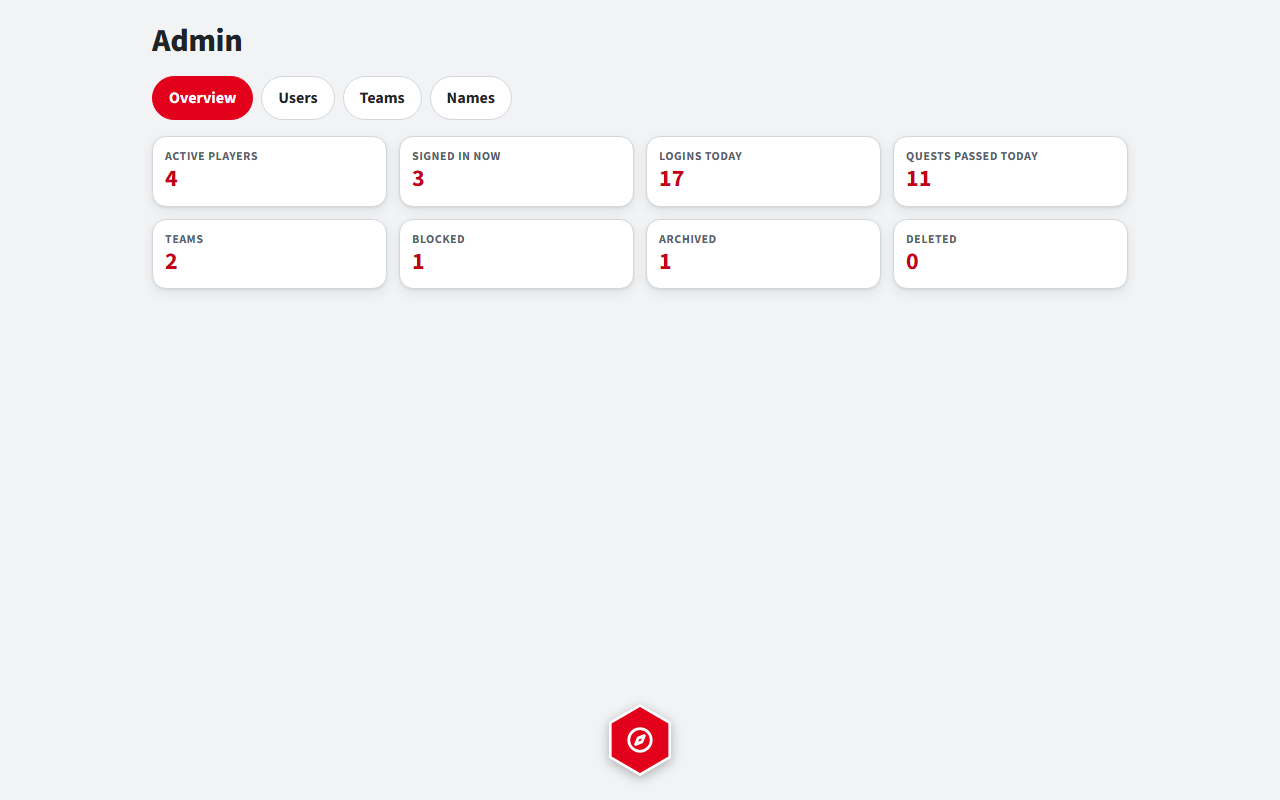 Admin
Overview Users Teams Names
ACTIVE PLAYERS SIGNED IN NOW LOGINS TODAY QUESTS PASSED TODAY
4 3 17 11
TEAMS BLOCKED ARCHIVED DELETED
2 1 1 0